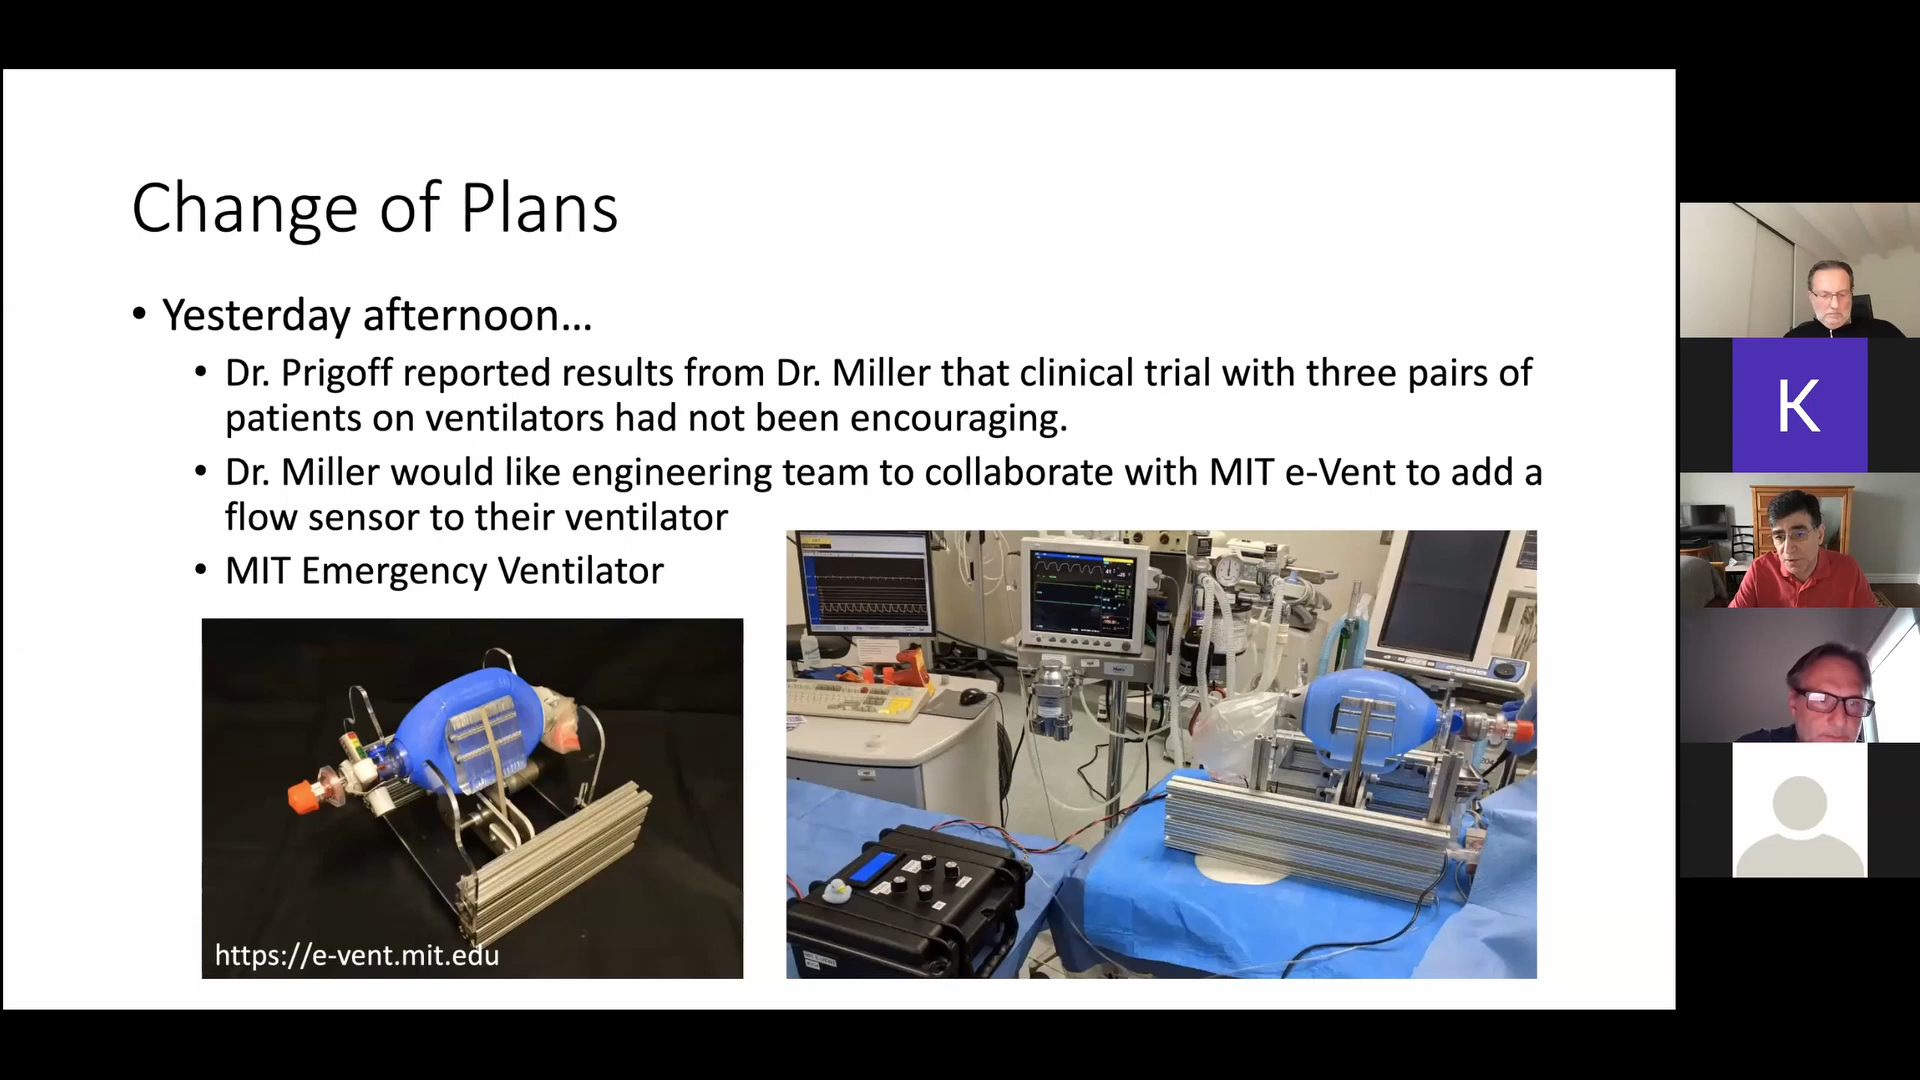 Change of Plans
• Yesterday afternoon...
• Dr. Prigoff reported results from Dr. Miller that clinical trial with three pairs of
patients on ventilators had not been encouraging.
• Dr. Miller would like engineering team to collaborate with MIT e-Vent to add a
flow sensor to their ventilator
• MIT Emergency Ventilator
https://e-vent.mit.edu
K